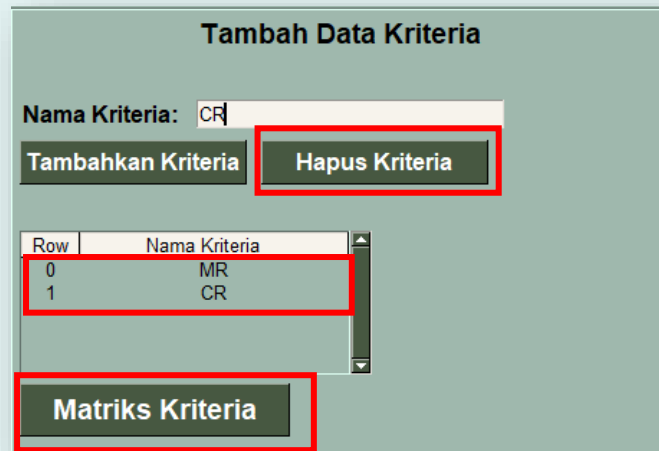 Tambah Data Kriteria
Nama Kriteria: CR
Tambahkan Kriteria Hapus Kriteria
Row Nama Kriteria
0 MR
1 CR
Matriks Kriteria